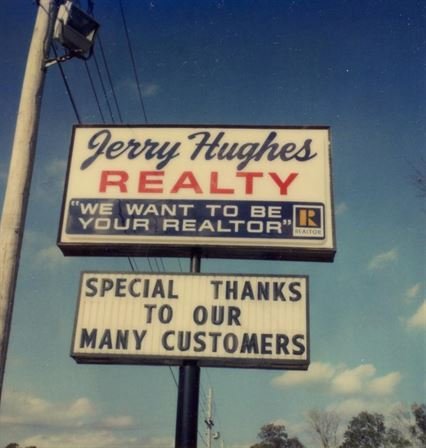 Jerry Hughes
REALTY
"WE WANT TO BE
YOUR REALTOR"
R
REALTOR
SPECIAL THANKS
TO OUR
MANY CUSTOMERS